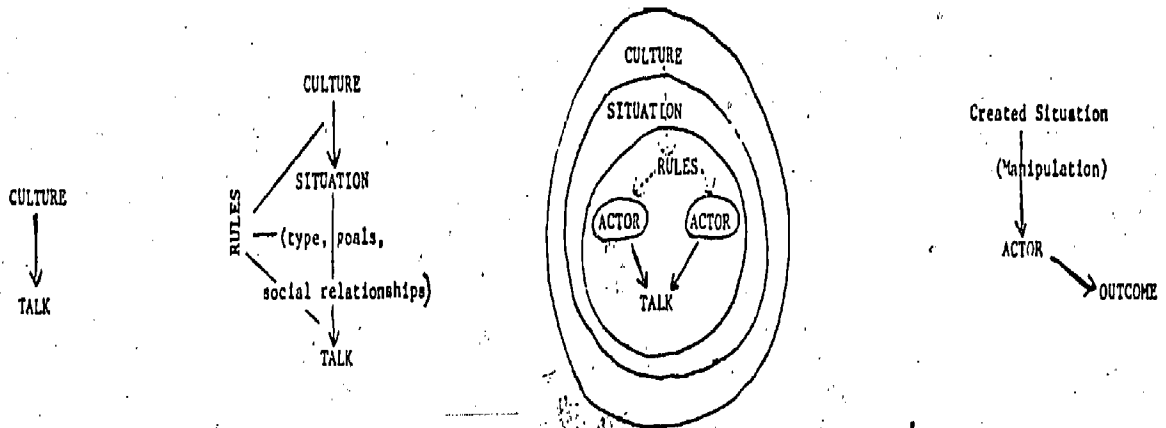 CULTURE
TALK
CULTURE
SITUATION
RULES
(type, goals,
social relationships)
TALK
CULTURE
SITUATION
RULES
ACTOR ACTOR
TALK
Created Situation
(Manipulation)
ACTOR
OUTCOME